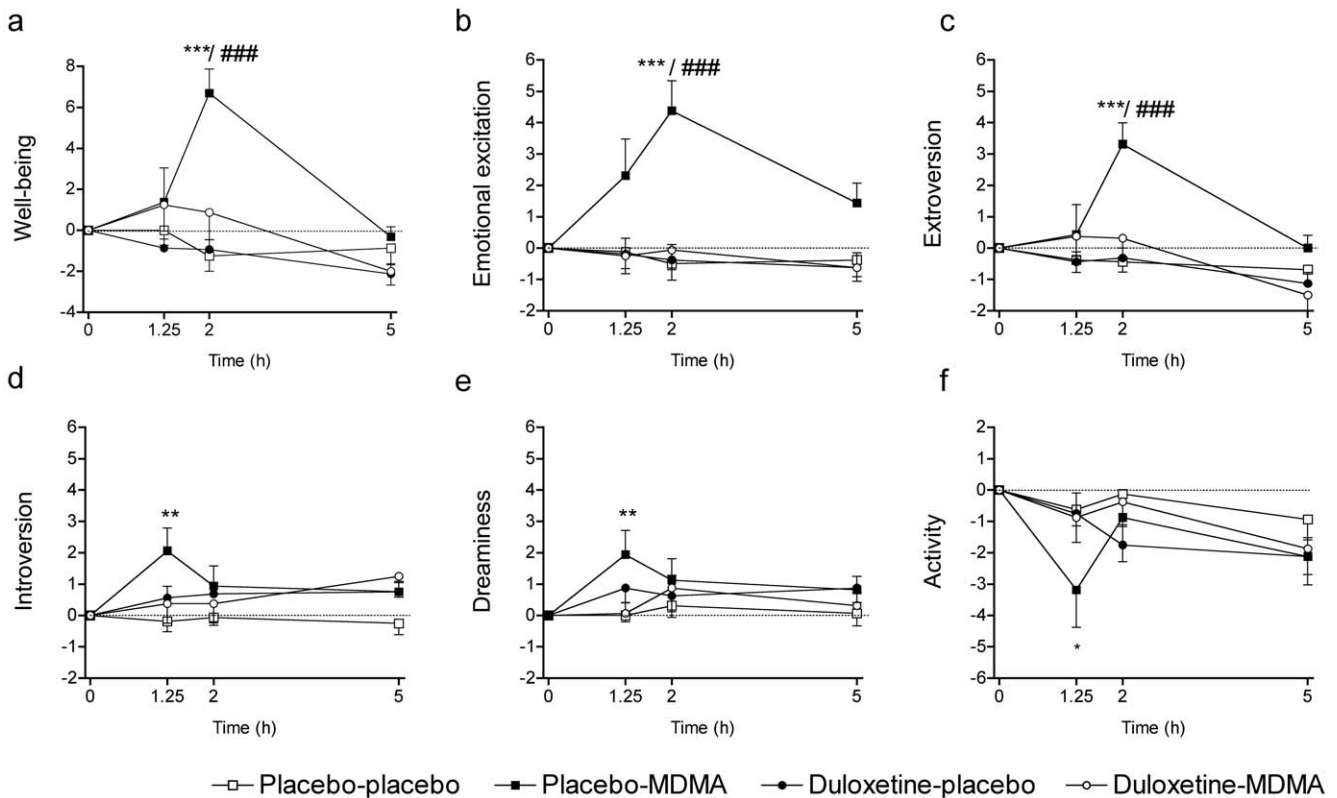 a
***/ ###
8
6
4
2
0
-2
-4
Well-being
0 1.25 2 5
Time (h)
b
*** / ###
6
5
4
3
2
1
0
-1
-2
Emotional excitation
0 1.25 2 5
Time (h)
c
***/ ###
6
5
4
3
2
1
0
-1
-2
Extroversion
0 1.25 2 5
Time (h)
d
**
6
5
4
3
2
1
0
-1
-2
Introversion
0 1.25 2 5
Time (h)
e
**
6
5
4
3
2
1
0
-1
-2
Dreaminess
0 1.25 2 5
Time (h)
f
2
1
0
-1
-2
-3
-4
-5
-6
Activity
*
0 1.25 2 5
Time (h)
Placebo-placebo Placebo-MDMA Duloxetine-placebo Duloxetine-MDMA